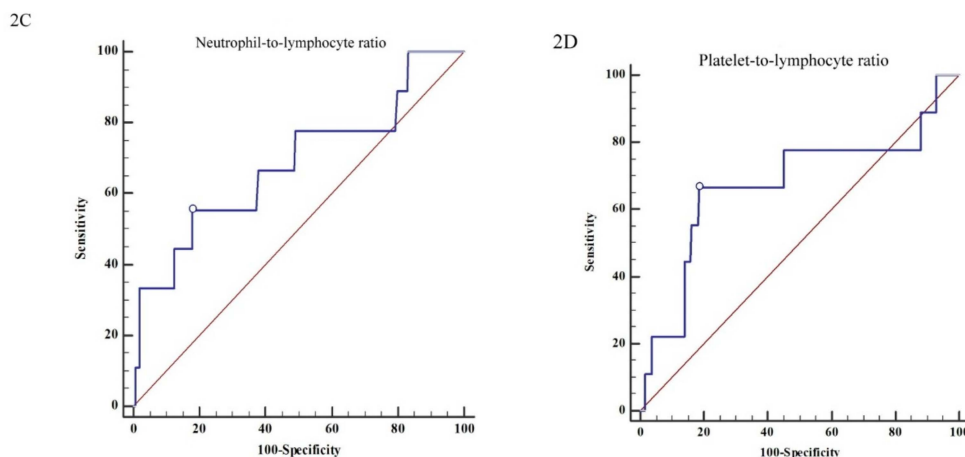 2C
Neutrophil-to-lymphocyte ratio
100
80
60
40
20
0
Sensitivity
0 20 40 60 80 100
100-Specificity
2D
Platelet-to-lymphocyte ratio
100
80
60
40
20
0
Sensitivity
0 20 40 60 80 100
100-Specificity